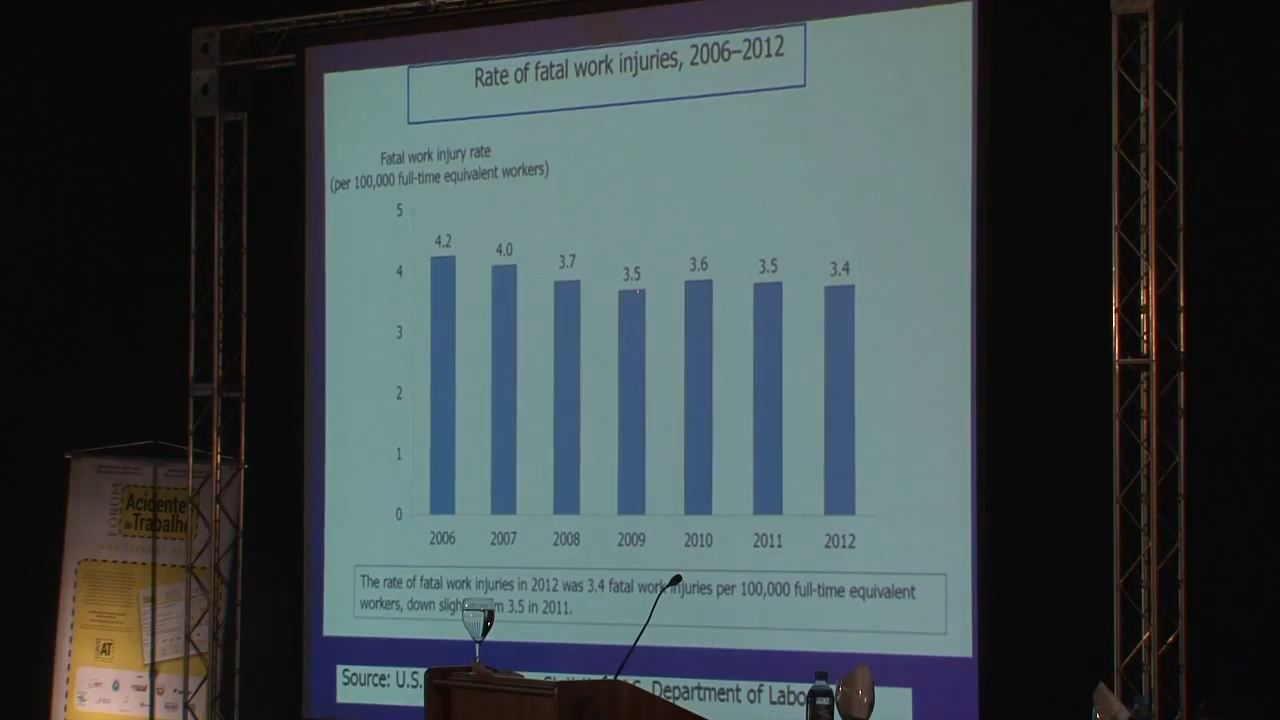 Rate of fatal work injuries, 2006–2012
Fatal work injury rate
(per 100,000 full-time equivalent workers)
5
4
3
2
1
0
4.2
4.0
3.7
3.5
3.6
3.5
3.4
2006
2007
2008
2009
2010
2011
2012
The rate of fatal work injuries in 2012 was 3.4 fatal work injuries per 100,000 full-time equivalent
workers, down 3.5 in 2011.
Source: U.S. Department of
FÓRUM
Acidente
do Trabalho
AT